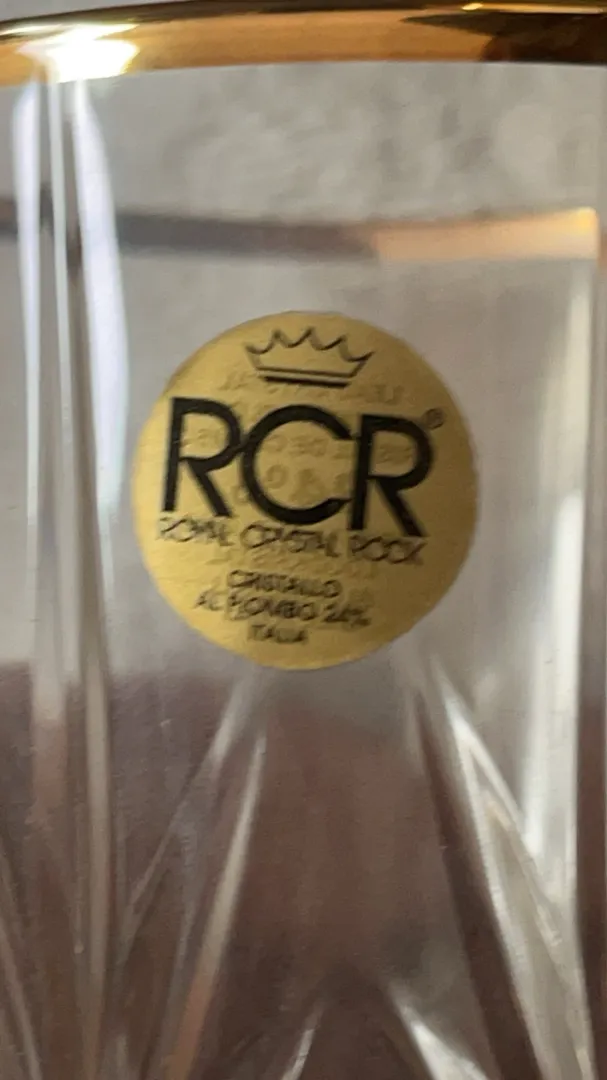 RCR®
ROYAL CRYSTAL ROCK
CRISTALLO
AL PIOMBO 24%
ITALIA